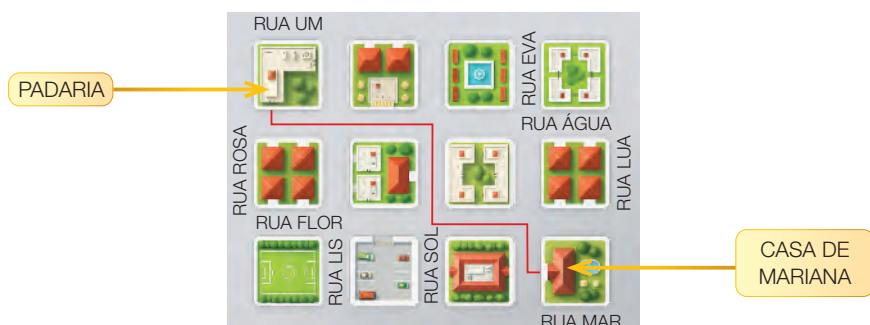 RUA UM
PADARIA
RUA EVA
RUA ÁGUA
RUA ROSA
RUA LUA
RUA FLOR
RUA LIS
RUA SOL
CASA DE
MARIANA
RUA MAR